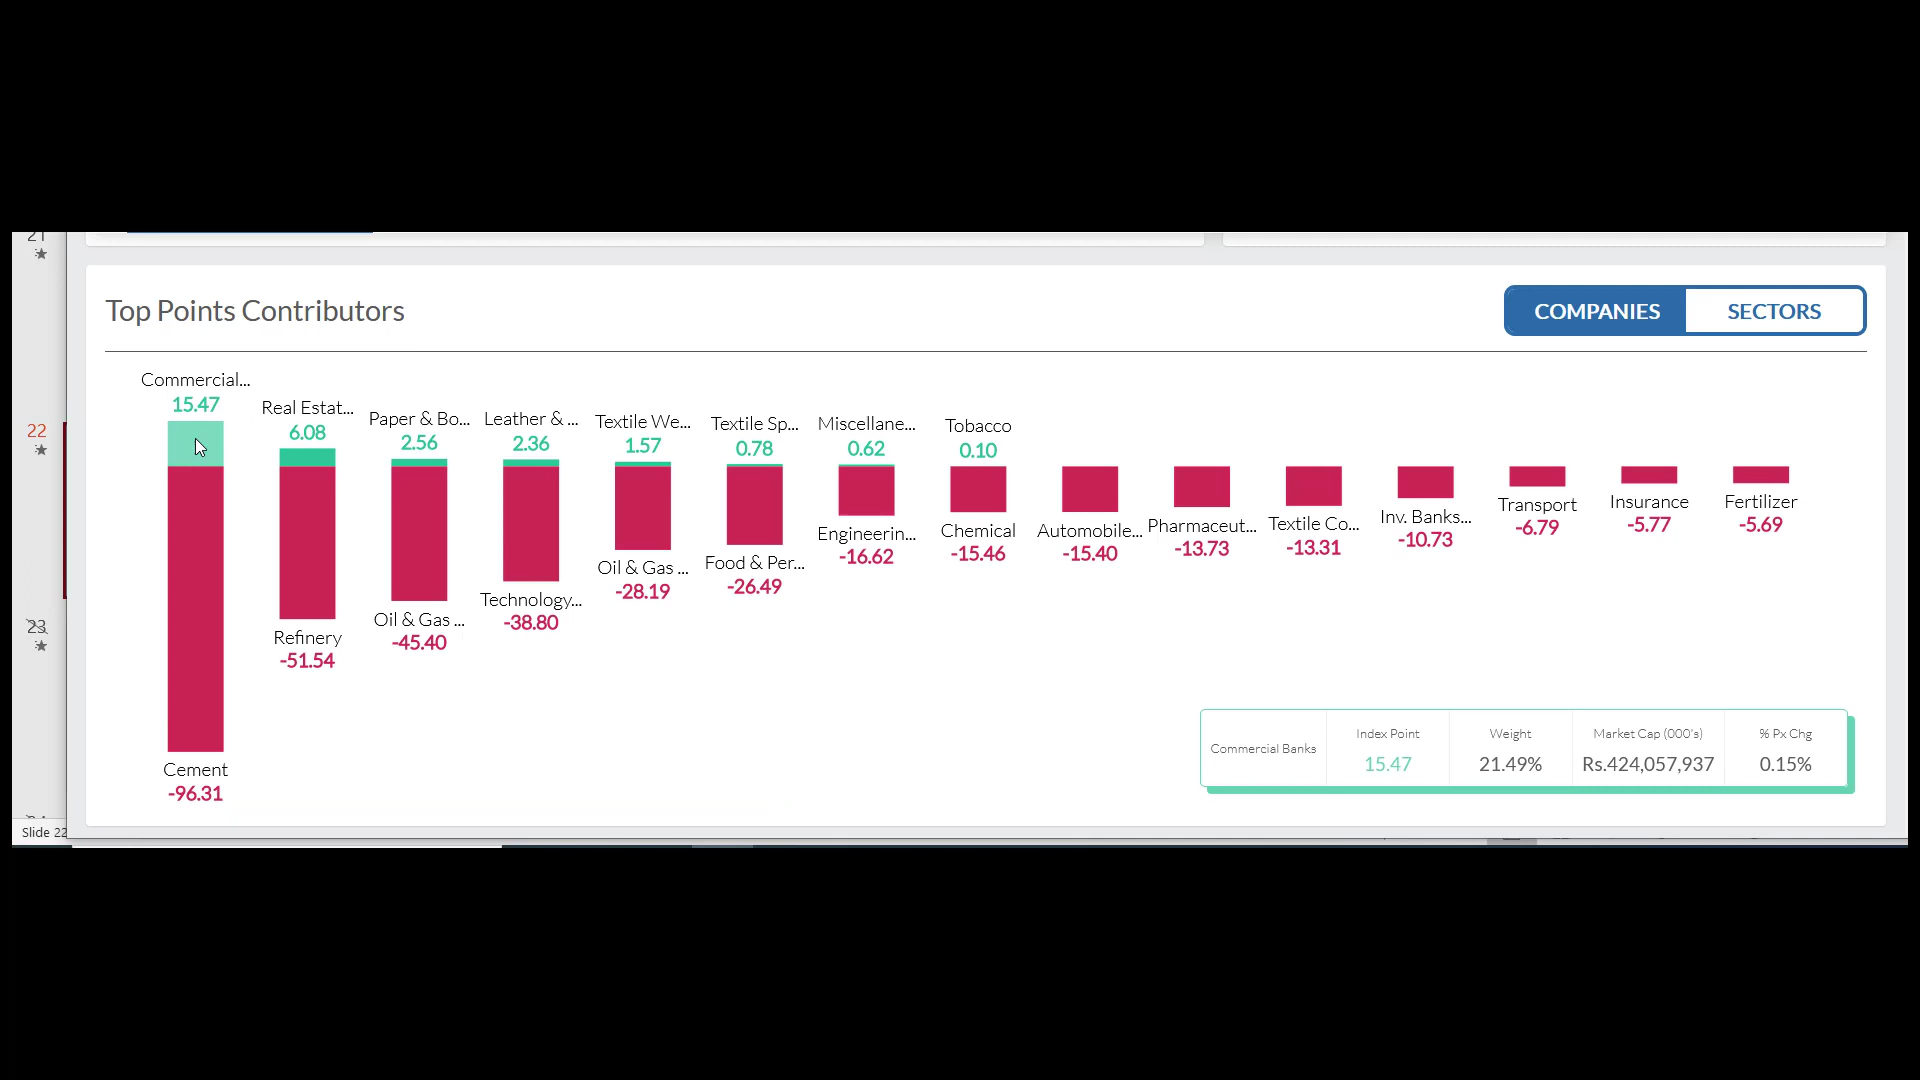 21
22
23
Slide 22
Top Points Contributors
COMPANIES
SECTORS
Commercial...
15.47
Real Estat...
6.08
Paper & Bo...
2.56
Leather & ...
2.36
Textile We...
1.57
Textile Sp...
0.78
Miscellane...
0.62
Tobacco
0.10
Cement
-96.31
Refinery
-51.54
Oil & Gas ...
-45.40
Technology...
-38.80
Oil & Gas ...
-28.19
Food & Per...
-26.49
Engineerin...
-16.62
Chemical
-15.46
Automobile...
-15.40
Pharmaceut...
-13.73
Textile Co...
-13.31
Inv. Banks...
-10.73
Transport
-6.79
Insurance
-5.77
Fertilizer
-5.69
Commercial Banks
Index Point
15.47
Weight
21.49%
Market Cap (000's)
Rs.424,057,937
% Px Chg
0.15%